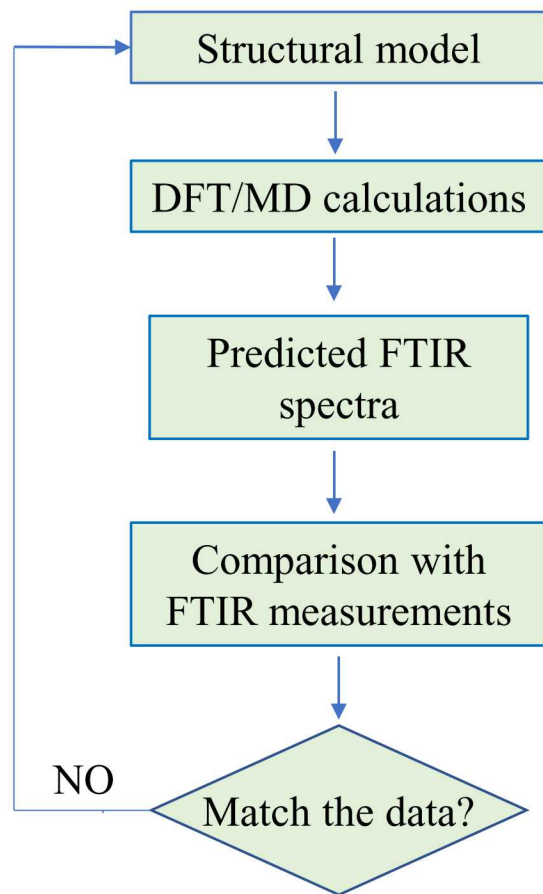 Structural model
DFT/MD calculations
Predicted FTIR
spectra
Comparison with
FTIR measurements
NO
Match the data?